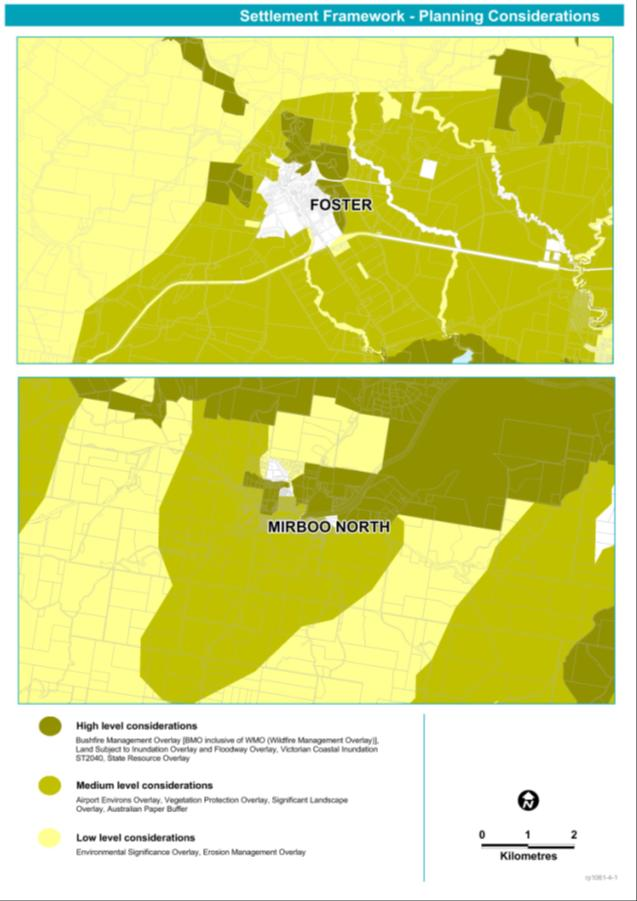 Settlement Framework - Planning Considerations
FOSTER
MIRBOO NORTH
High level considerations
Bushfire Management Overlay [BMO inclusive of WMO (Wildfire Management Overlay)],
Land Subject to Inundation Overlay and Floodway Overlay, Victorian Coastal Inundation
ST2040, State Resource Overlay
Medium level considerations
Airport Environs Overlay, Vegetation Protection Overlay, Significant Landscape
Overlay, Australian Paper Buffer
Low level considerations
Environmental Significance Overlay, Erosion Management Overlay
N
0 1 2
Kilometres